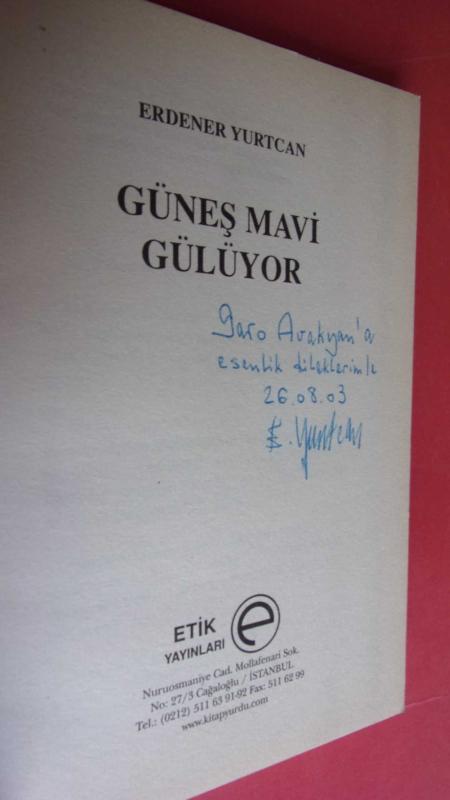 ERDENER YURTCAN
GÜNEŞ MAVİ
GÜLÜYOR
Garo Arakyan'a
esenlik dileklerimle
26.08.03
E. Yurtcan
ETİK
YAYINLARI
e
Nuruosmaniye Cad. Mollafenari Sok.
No: 27/3 Cağaloğlu / İSTANBUL
Tel.: (0212) 511 63 91-92 Fax: 511 62 99
www.kitapyurdu.com